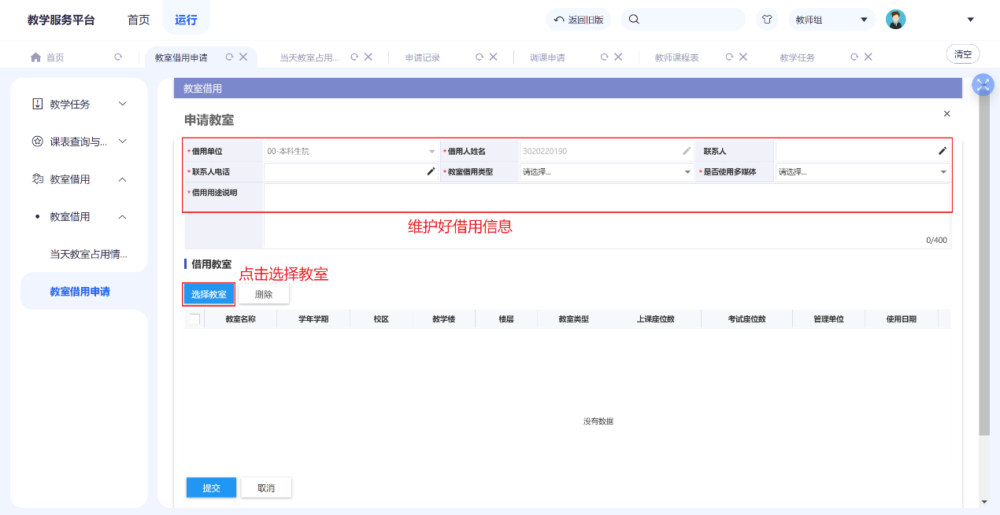 教学服务平台 首页 运行 返回旧版 教师组
首页 教室借用申请 当天教室占用... 申请记录 调课申请 教师课程表 教学任务 清空
教学任务
课表查询与...
教室借用
教室借用
当天教室占用情...
教室借用申请
教室借用
申请教室
*借用单位 00-本科生院 *借用人姓名 3020220190 联系人
*联系人电话 *教室借用类型 请选择... *是否使用多媒体 请选择...
*借用用途说明
维护好借用信息
0/400
借用教室
点击选择教室
选择教室 删除
教室名称 学年学期 校区 教学楼 楼层 教室类型 上课座位数 考试座位数 管理单位 使用日期
没有数据
提交 取消